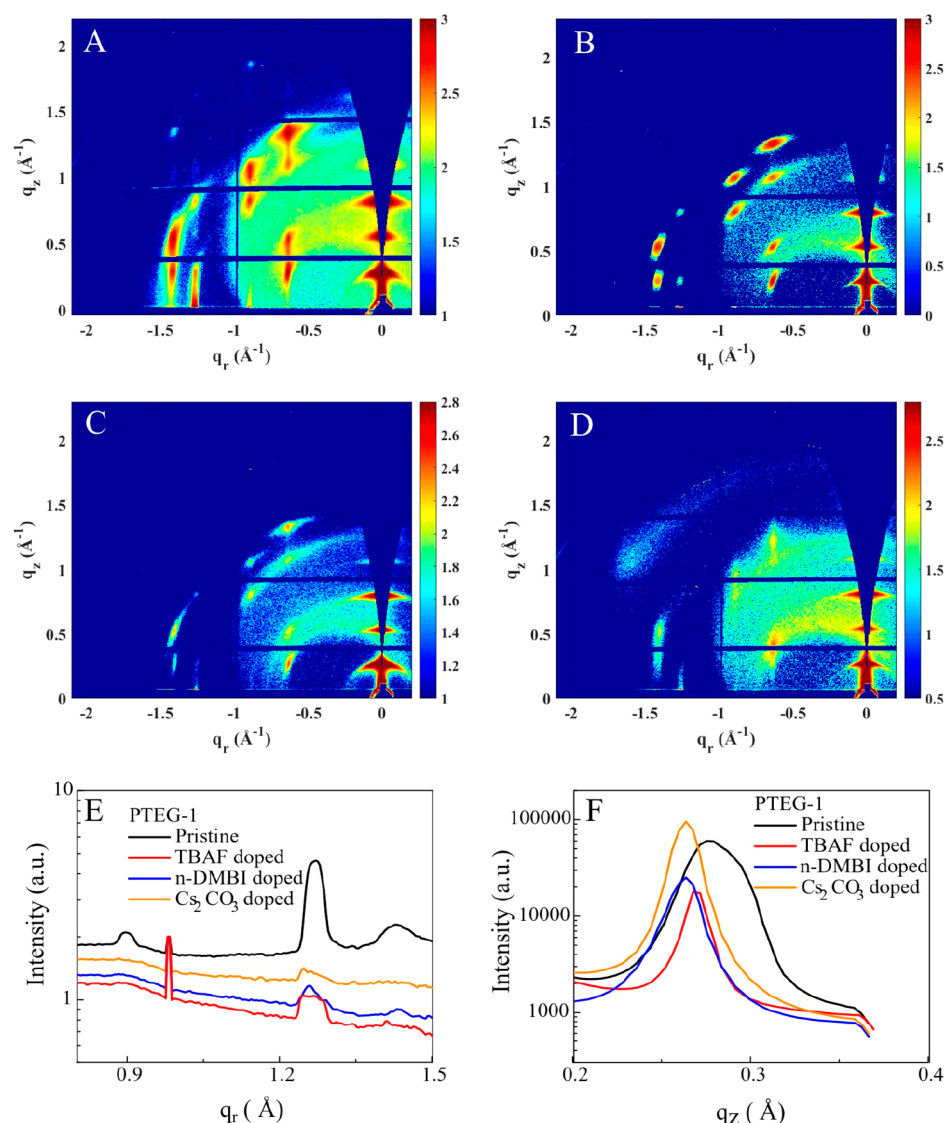 A
q_z (Å⁻¹)
2
1.5
1
0.5
0
-2 -1.5 -1 -0.5 0
q_r (Å⁻¹)
3
2.5
2
1.5
1
B
q_z (Å⁻¹)
2
1.5
1
0.5
0
-2 -1.5 -1 -0.5 0
q_r (Å⁻¹)
3
2.5
2
1.5
1
0.5
0
C
q_z (Å⁻¹)
2
1.5
1
0.5
0
-2 -1.5 -1 -0.5 0
q_r (Å⁻¹)
2.8
2.6
2.4
2.2
2
1.8
1.6
1.4
1.2
1
D
q_z (Å⁻¹)
2
1.5
1
0.5
0
-2 -1.5 -1 -0.5 0
q_r (Å⁻¹)
2.5
2
1.5
1
0.5
E
Intensity (a.u.)
10
1
PTEG-1
Pristine
TBAF doped
n-DMBI doped
Cs₂ CO₃ doped
0.9 1.2 1.5
q_r ( Å)
F
Intensity (a.u.)
100000
10000
1000
PTEG-1
Pristine
TBAF doped
n-DMBI doped
Cs₂ CO₃ doped
0.2 0.3 0.4
q_Z ( Å)